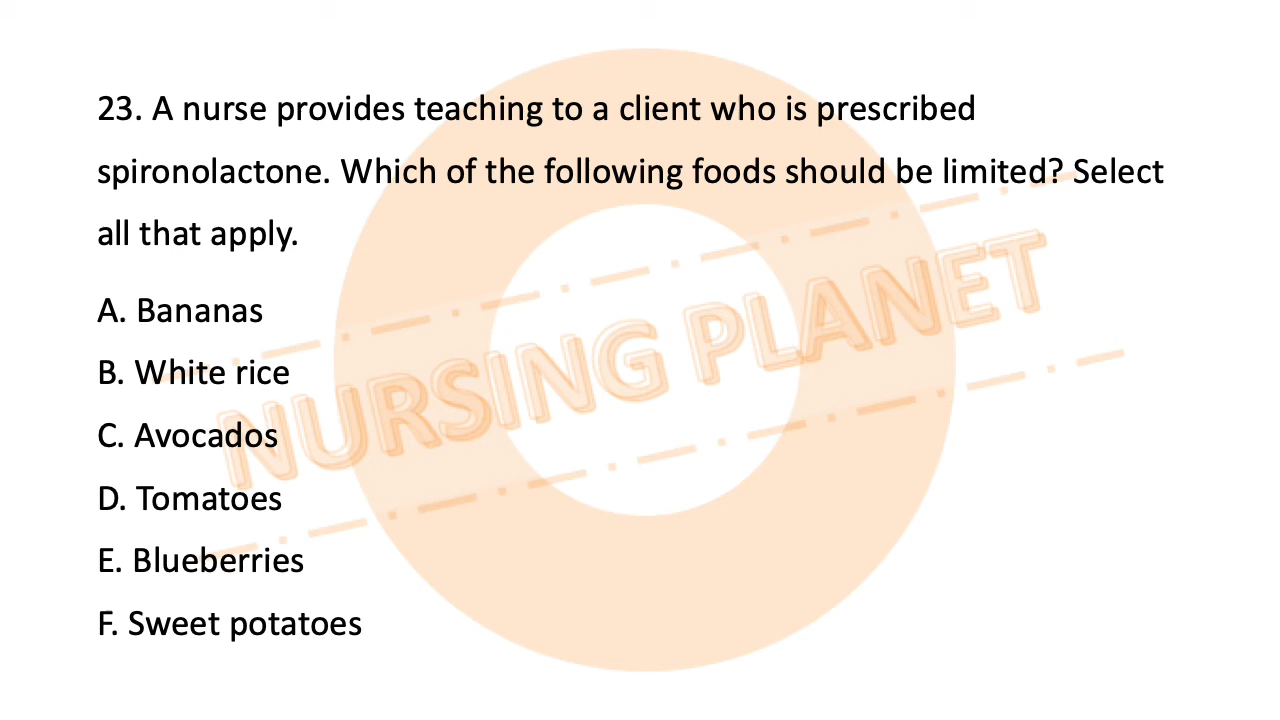 23. A nurse provides teaching to a client who is prescribed
spironolactone. Which of the following foods should be limited? Select
all that apply.
A. Bananas
B. White rice
C. Avocados
D. Tomatoes
E. Blueberries
F. Sweet potatoes
NURSING PLANET